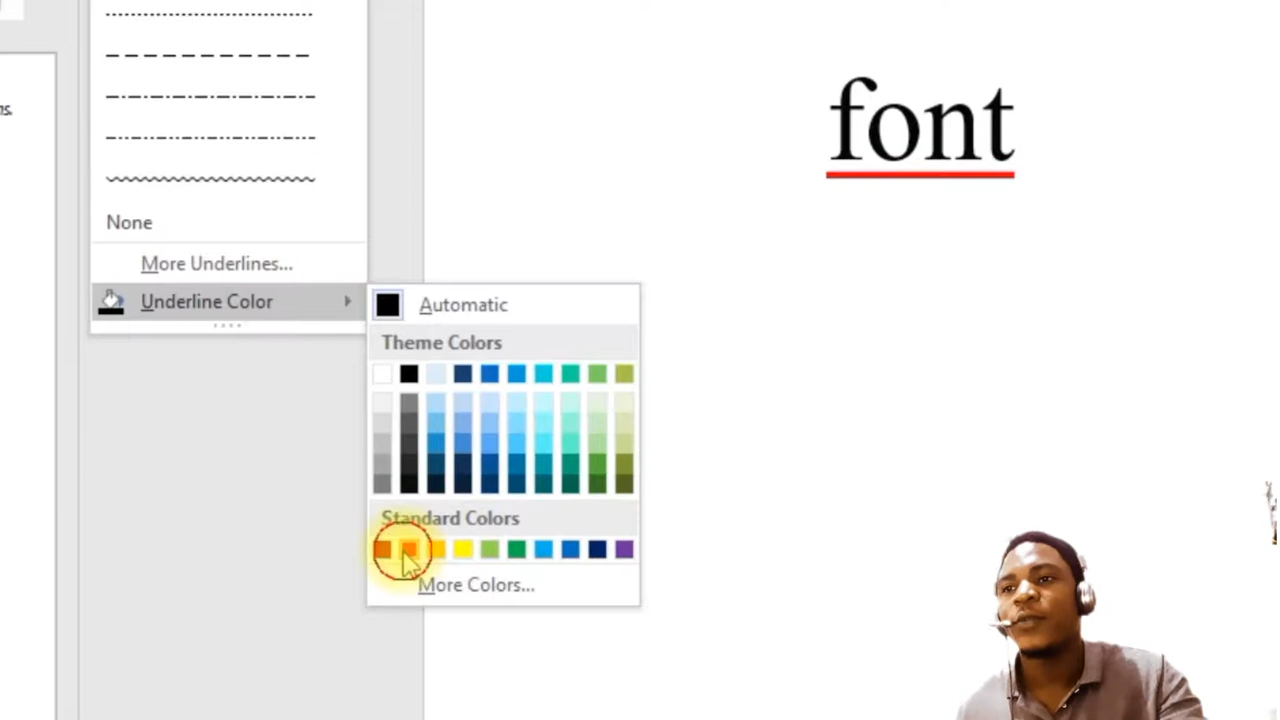 font
None
More Underlines...
Underline Color
Automatic
Theme Colors
Standard Colors
More Colors...